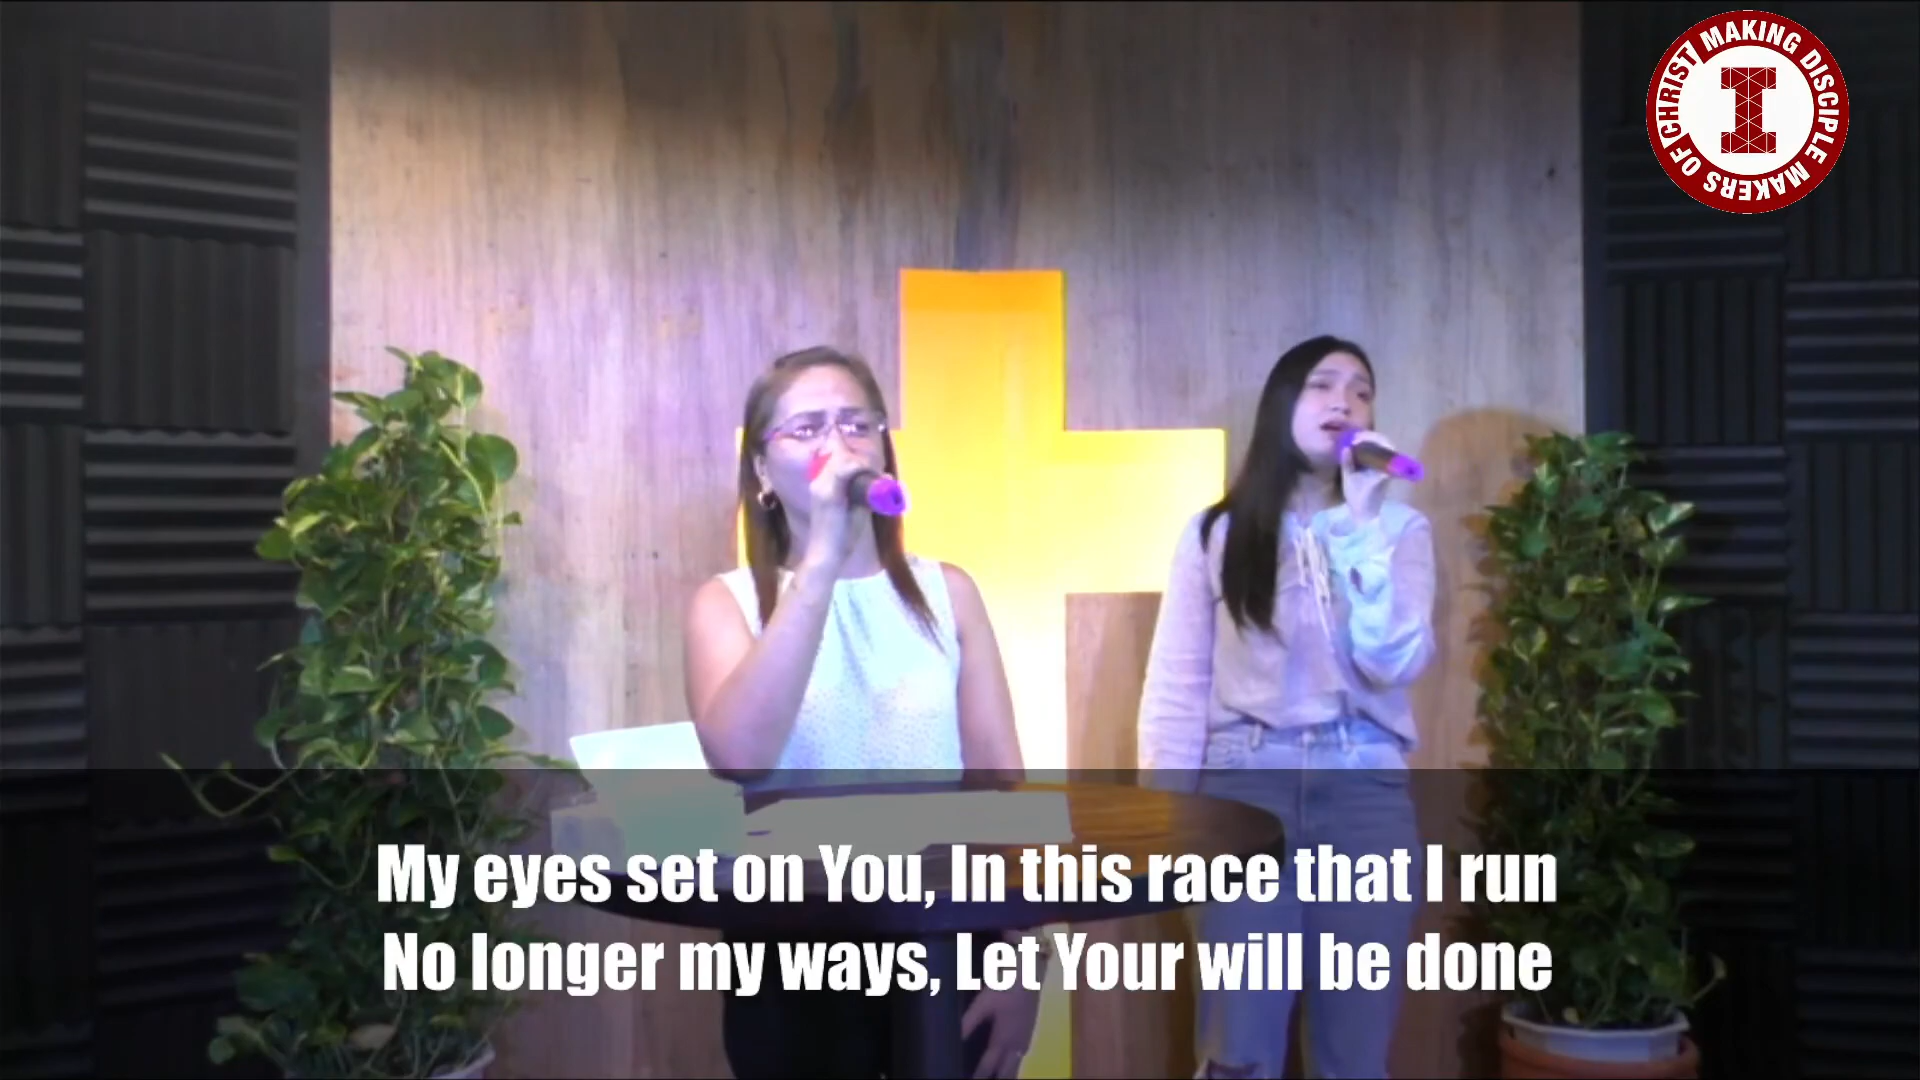 MAKING DISCIPLE MAKERS OF CHRIST
I
My eyes set on You, In this race that I run
No longer my ways, Let Your will be done